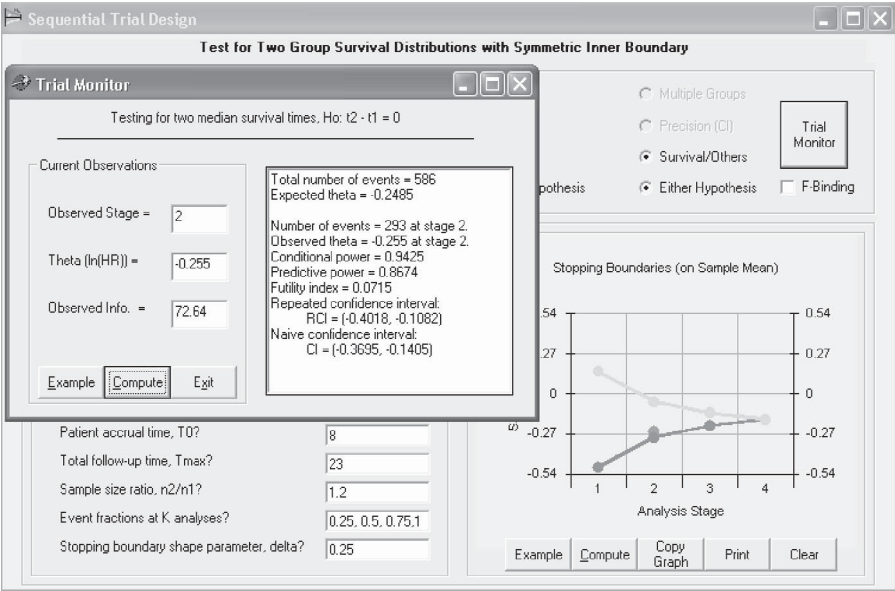 Sequential Trial Design
Test for Two Group Survival Distributions with Symmetric Inner Boundary
Trial Monitor
Testing for two median survival times, Ho: t2 - t1 = 0
Current Observations
Observed Stage =
2
Theta (ln(HR)) =
-0.255
Observed Info. =
72.64
Example
Compute
Exit
Total number of events = 586
Expected theta = -0.2485
Number of events = 293 at stage 2.
Observed theta = -0.255 at stage 2.
Conditional power = 0.9425
Predictive power = 0.8674
Futility index = 0.0715
Repeated confidence interval:
RCI = (-0.4018, -0.1082)
Naive confidence interval:
CI = (-0.3695, -0.1405)
Multiple Groups
Precision (CI)
Survival/Others
pothesis
Either Hypothesis
Trial
Monitor
F-Binding
Patient accrual time, T0?
8
Total follow-up time, Tmax?
23
Sample size ratio, n2/n1?
1.2
Event fractions at K analyses?
0.25, 0.5, 0.75,1
Stopping boundary shape parameter, delta?
0.25
Stopping Boundaries (on Sample Mean)
.54
0.54
.27
0.27
0
0
-0.27
-0.27
-0.54
-0.54
S
1 2 3 4
Analysis Stage
Example
Compute
Copy
Graph
Print
Clear